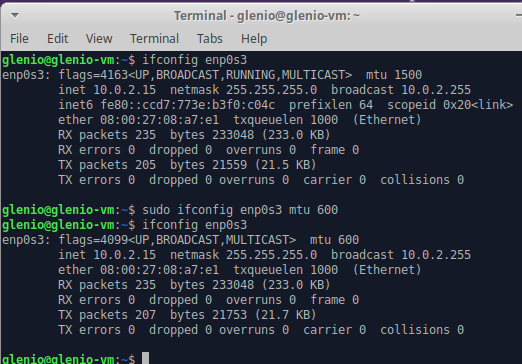 Terminal - glenio@glenio-vm: ~
File Edit View Terminal Tabs Help
glenio@glenio-vm:~$ ifconfig enp0s3
enp0s3: flags=4163<UP,BROADCAST,RUNNING,MULTICAST>  mtu 1500
        inet 10.0.2.15  netmask 255.255.255.0  broadcast 10.0.2.255
        inet6 fe80::ccd7:773e:b3f0:c04c  prefixlen 64  scopeid 0x20<link>
        ether 08:00:27:08:a7:e1  txqueuelen 1000  (Ethernet)
        RX packets 235  bytes 233048 (233.0 KB)
        RX errors 0  dropped 0  overruns 0  frame 0
        TX packets 205  bytes 21559 (21.5 KB)
        TX errors 0  dropped 0 overruns 0  carrier 0  collisions 0
glenio@glenio-vm:~$ sudo ifconfig enp0s3 mtu 600
glenio@glenio-vm:~$ ifconfig enp0s3
enp0s3: flags=4099<UP,BROADCAST,MULTICAST>  mtu 600
        inet 10.0.2.15  netmask 255.255.255.0  broadcast 10.0.2.255
        ether 08:00:27:08:a7:e1  txqueuelen 1000  (Ethernet)
        RX packets 235  bytes 233048 (233.0 KB)
        RX errors 0  dropped 0  overruns 0  frame 0
        TX packets 207  bytes 21753 (21.7 KB)
        TX errors 0  dropped 0 overruns 0  carrier 0  collisions 0
glenio@glenio-vm:~$